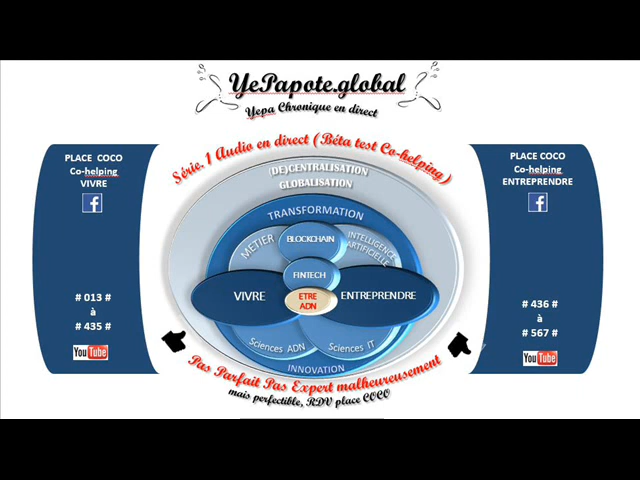 YePapote.global
Yepa Chronique en direct
Série, 1 Audio en direct (Béta test Co-helping)
PLACE COCO
Co-helping
VIVRE
# 013 #
à
# 435 #
YouTube
(DE)CENTRALISATION
GLOBALISATION
TRANSFORMATION
METIER
BLOCKCHAIN
INTELLIGENCE
ARTIFICIELLE
FINTECH
VIVRE
ETRE
ADN
ENTREPRENDRE
Sciences ADN
Sciences IT
INNOVATION
PLACE COCO
Co-helping
ENTREPRENDRE
# 436 #
à
# 567 #
YouTube
Pas Parfait Pas Expert malheureusement
mais perfectible, RDV place COCO